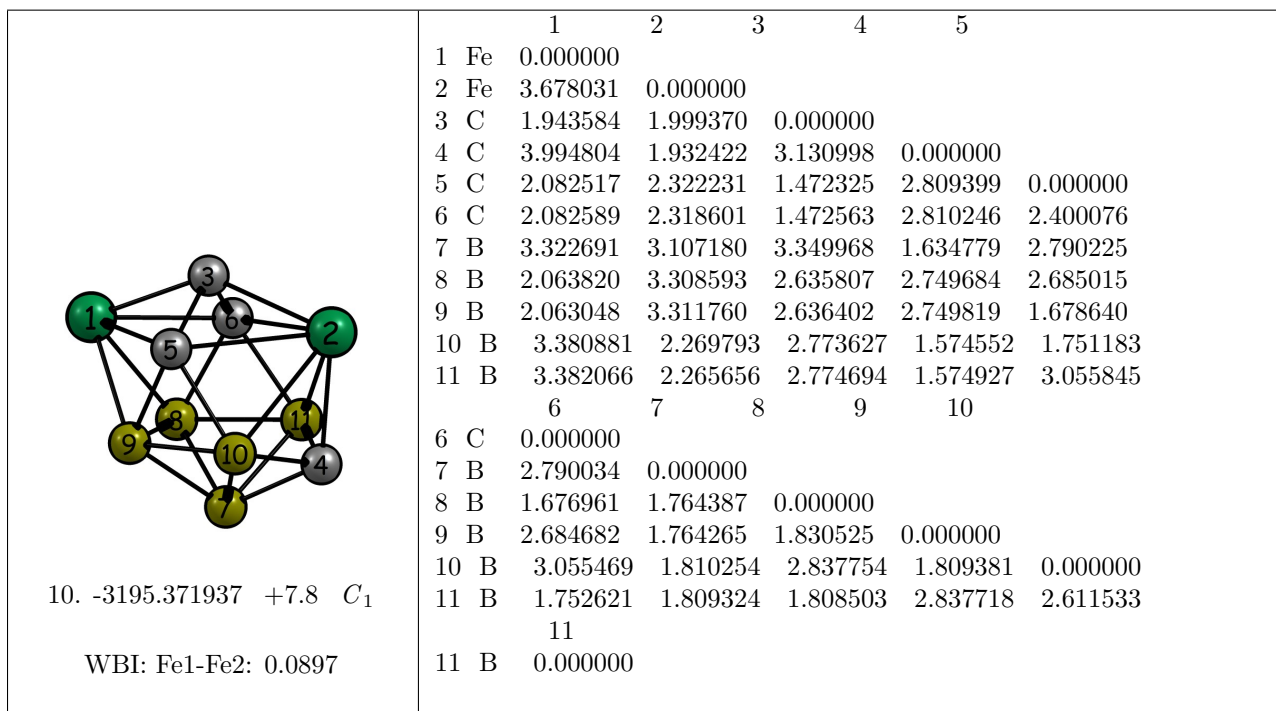 1 2 3 4 5
1 Fe 0.000000
2 Fe 3.678031 0.000000
3 C 1.943584 1.999370 0.000000
4 C 3.994804 1.932422 3.130998 0.000000
5 C 2.082517 2.322231 1.472325 2.809399 0.000000
6 C 2.082589 2.318601 1.472563 2.810246 2.400076
7 B 3.322691 3.107180 3.349968 1.634779 2.790225
8 B 2.063820 3.308593 2.635807 2.749684 2.685015
9 B 2.063048 3.311760 2.636402 2.749819 1.678640
10 B 3.380881 2.269793 2.773627 1.574552 1.751183
11 B 3.382066 2.265656 2.774694 1.574927 3.055845
6 7 8 9 10
6 C 0.000000
7 B 2.790034 0.000000
8 B 1.676961 1.764387 0.000000
9 B 2.684682 1.764265 1.830525 0.000000
10 B 3.055469 1.810254 2.837754 1.809381 0.000000
11 B 1.752621 1.809324 1.808503 2.837718 2.611533
11
11 B 0.000000
3
1
6
2
5
8
11
9
10
4
7
10. -3195.371937 +7.8 C1
WBI: Fe1-Fe2: 0.0897